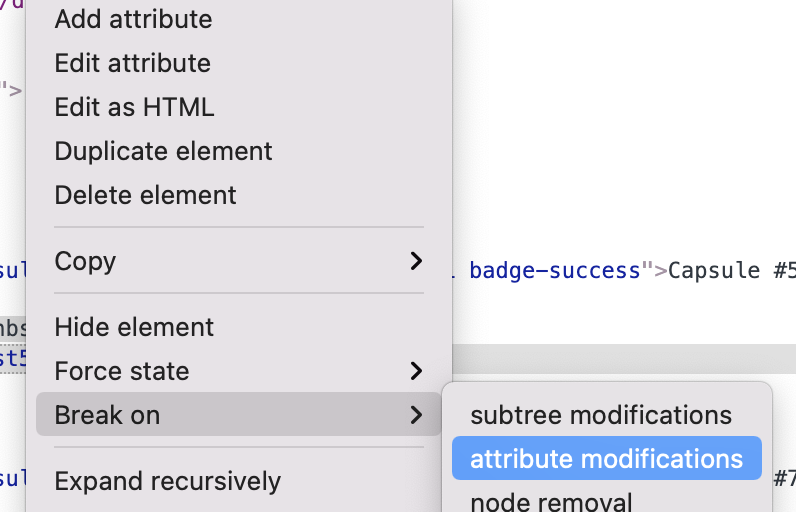 Add attribute
Edit attribute
">
Edit as HTML
Duplicate element
Delete element
Copy
badge-success">Capsule #5
Hide element
Force state
Break on
subtree modifications
attribute modifications
#7
Expand recursively
node removal